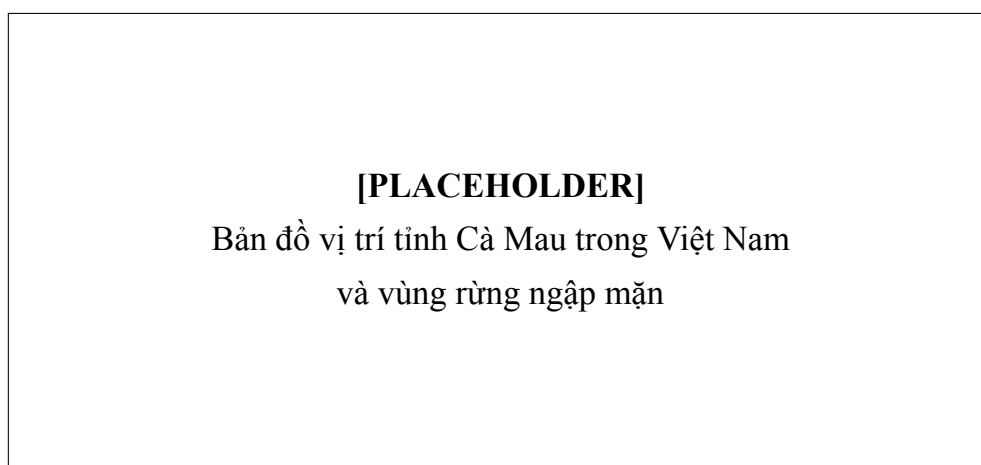 [PLACEHOLDER]
Bản đồ vị trí tỉnh Cà Mau trong Việt Nam
và vùng rừng ngập mặn